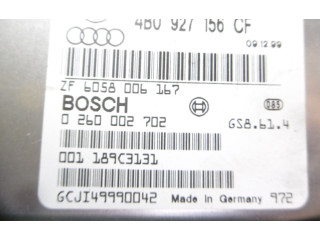 4B0 927 156 CF
09.12.99
ZF 6058 006 167
BOSCH
0 260 002 702
GS8.61.4
001 189C3131
GCJI49990042 Made in Germany 972